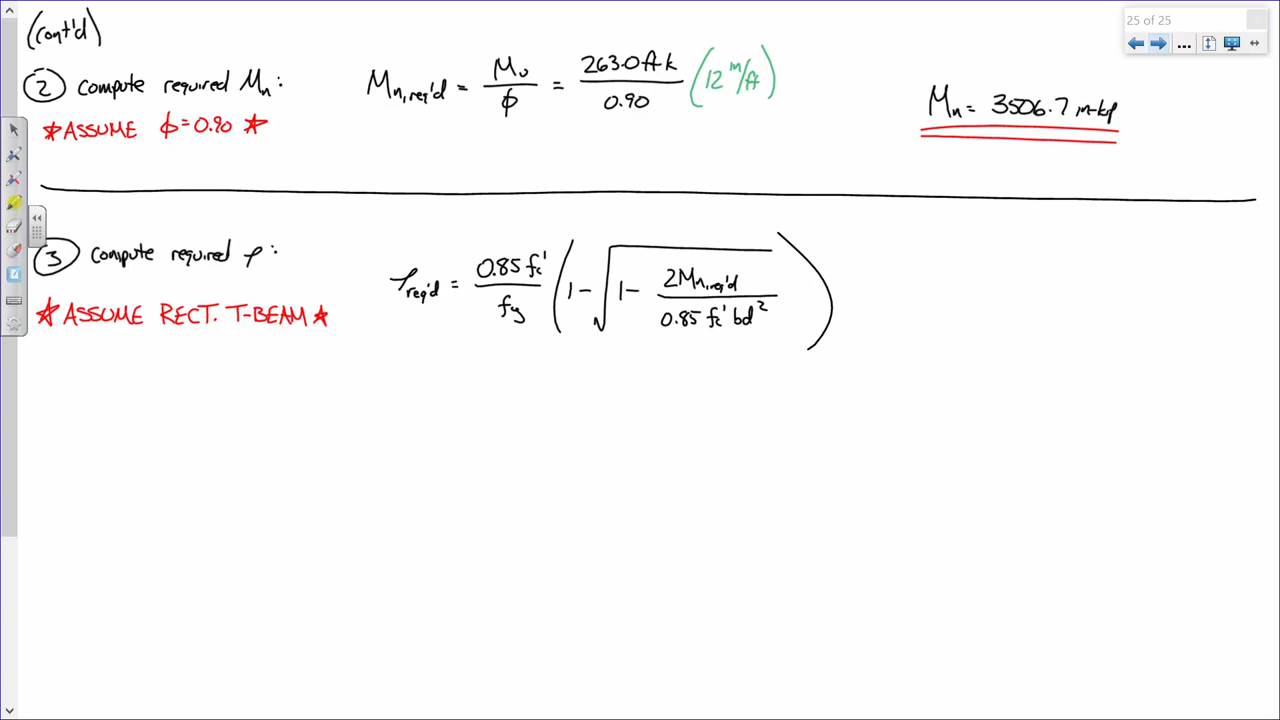 25 of 25
(cont'd)
② Compute required Mn:
Mn,req'd = Mu/φ = 263.0 ft·k/0.90 (12 in/ft)
Mn = 3506.7 in-kip
*ASSUME φ=0.90 *
③ Compute required ρ:
ρreq'd = 0.85 fc'/fy (1-√(1- 2Mn,req'd/0.85 fc' bd²))
*ASSUME RECT. T-BEAM*